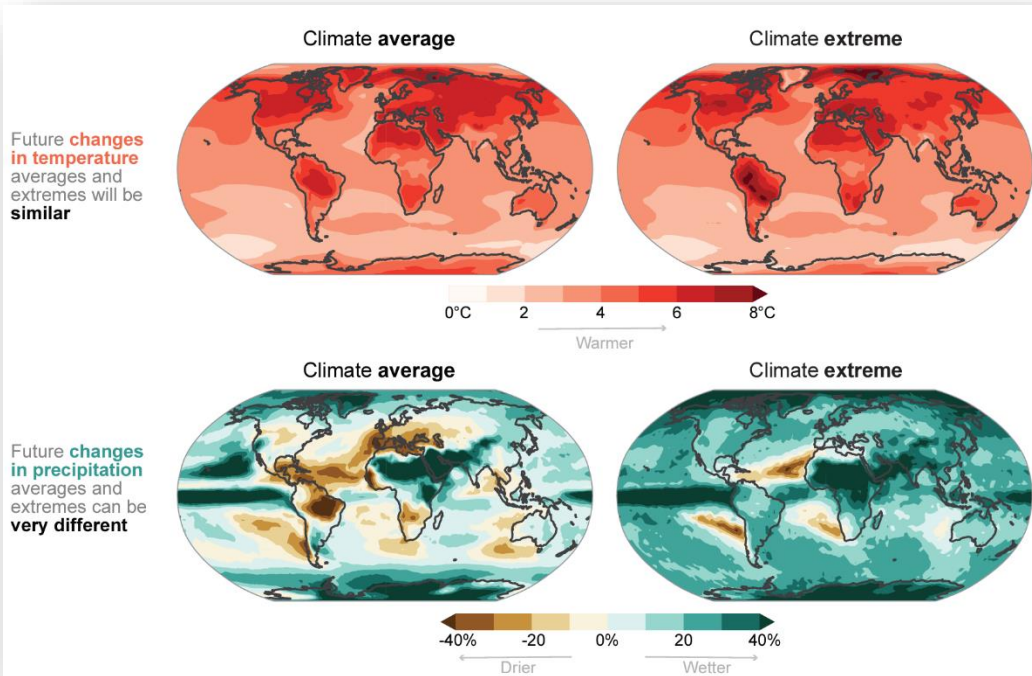 Climate average
Climate extreme
Future changes
in temperature
averages and
extremes will be
similar
0°C 2 4 6 8°C
Warmer
Climate average
Climate extreme
Future changes
in precipitation
averages and
extremes can be
very different
-40% -20 0% 20 40%
Drier Wetter